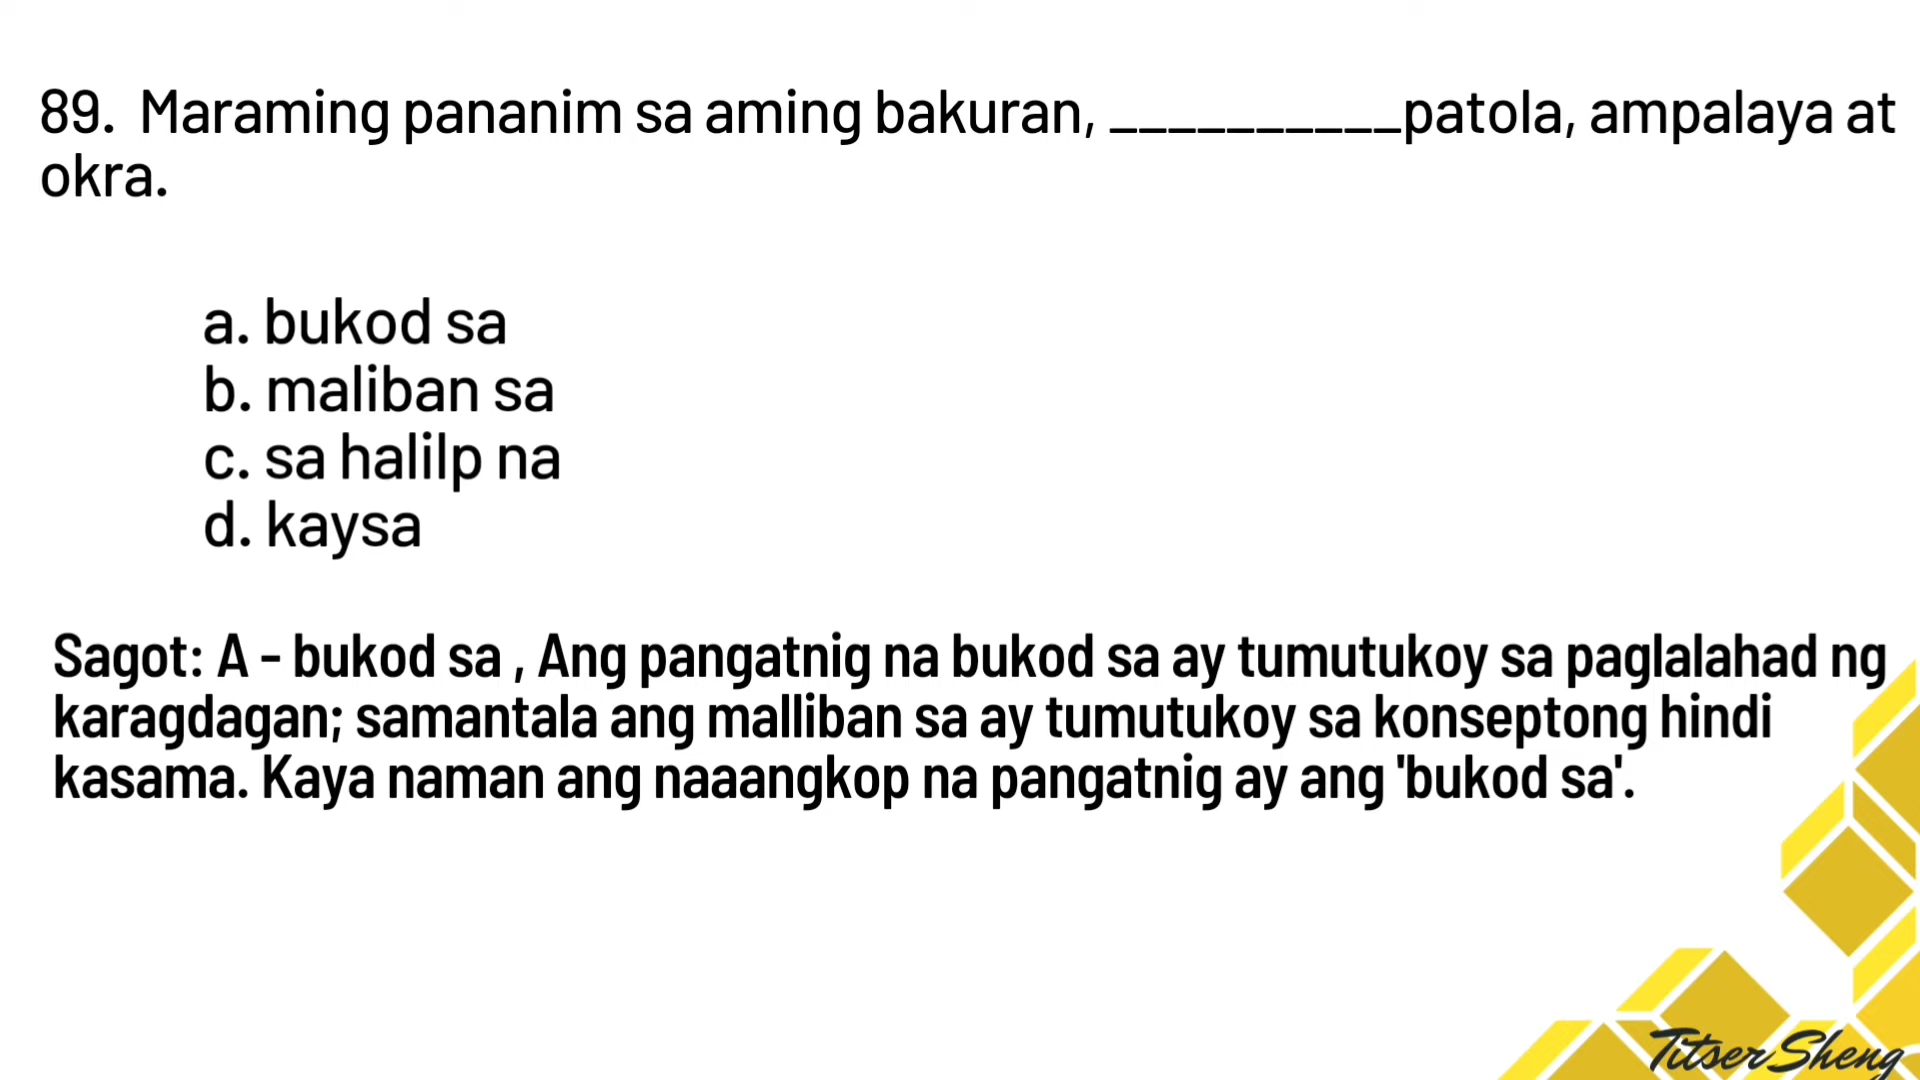 89. Maraming pananim sa aming bakuran, __________patola, ampalaya at
okra.
a. bukod sa
b. maliban sa
c. sa halilp na
d. kaysa
Sagot: A - bukod sa , Ang pangatnig na bukod sa ay tumutukoy sa paglalahad ng
karagdagan; samantala ang malliban sa ay tumutukoy sa konseptong hindi
kasama. Kaya naman ang naaangkop na pangatnig ay ang 'bukod sa'.
Titser Sheng